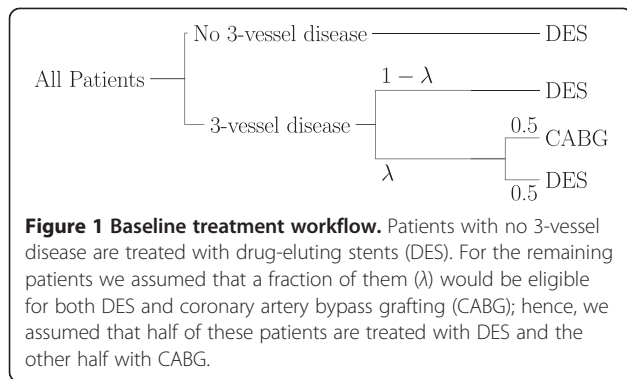 No 3-vessel disease
DES
All Patients
1 − λ
DES
3-vessel disease
0.5
CABG
λ
0.5
DES
Figure 1 Baseline treatment workflow. Patients with no 3-vessel
disease are treated with drug-eluting stents (DES). For the remaining
patients we assumed that a fraction of them (λ) would be eligible
for both DES and coronary artery bypass grafting (CABG); hence, we
assumed that half of these patients are treated with DES and the
other half with CABG.